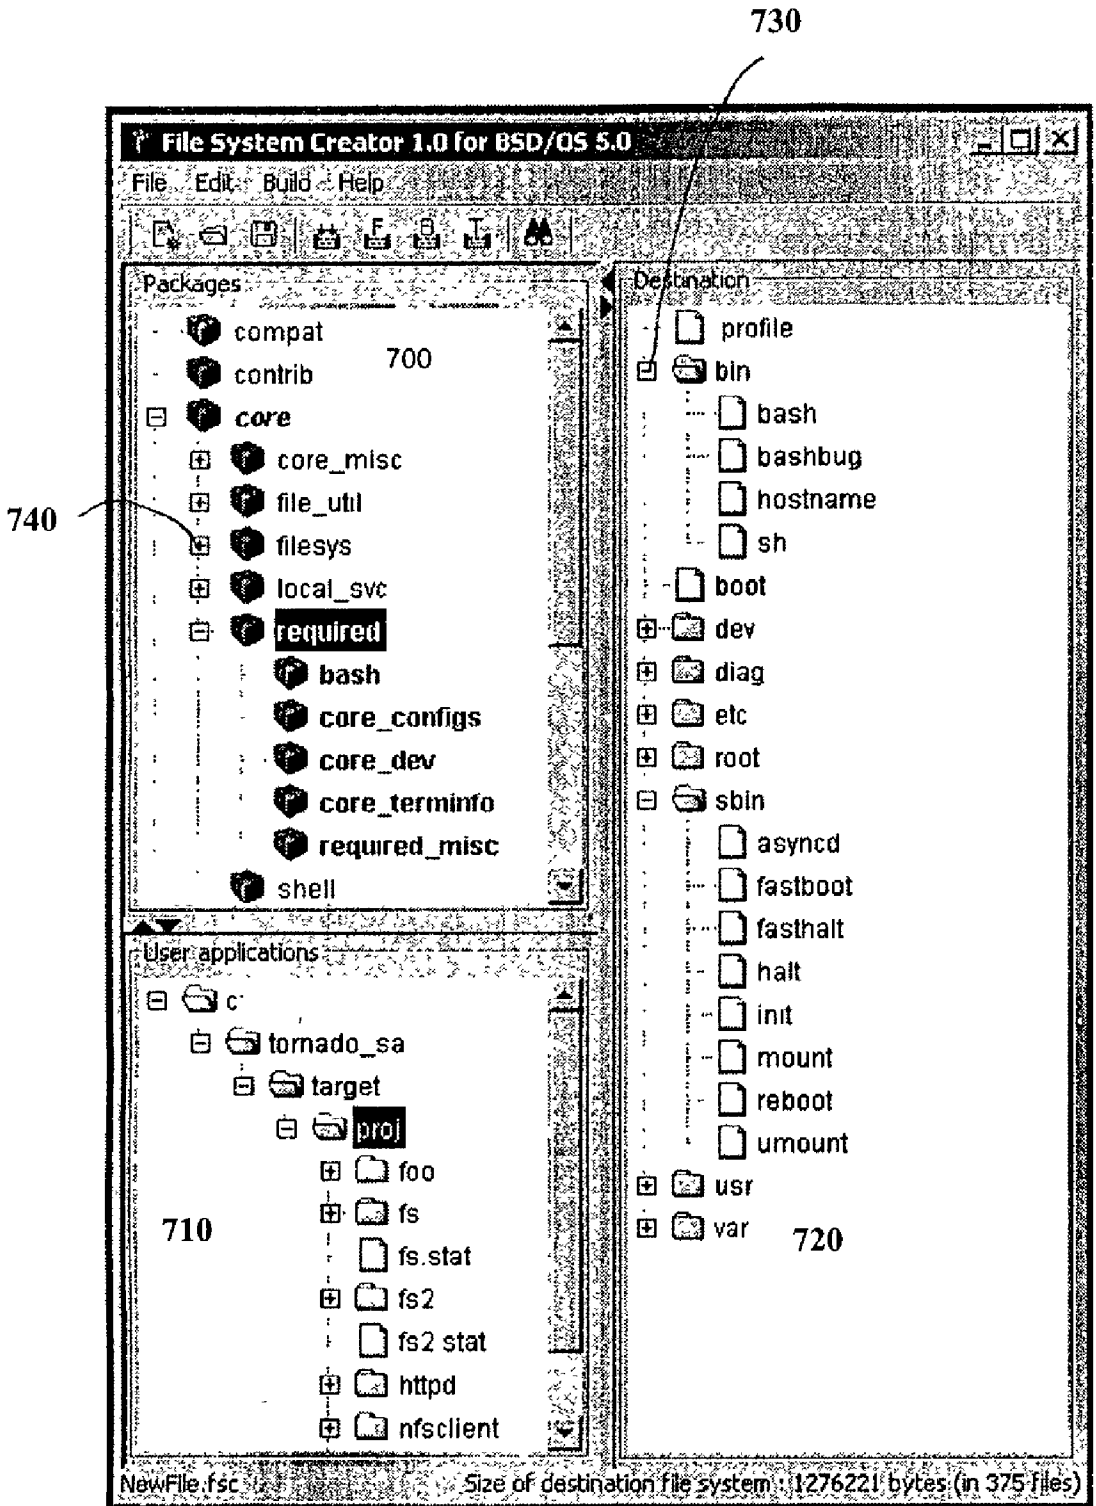 730
File System Creator 1.0 for BSD/OS 5.0
File Edit Build Help
F B T
Packages
compat
700
contrib
core
core_misc
file_util
740
filesys
local_svc
required
bash
core_configs
core_dev
core_terminfo
required_misc
shell
User applications
c
tornado_sa
target
proj
foo
710
fs
fs.stat
fs2
fs2 stat
httpd
nfsclient
Destination
profile
bin
bash
bashbug
hostname
sh
boot
dev
diag
etc
root
sbin
asyncd
fastboot
fasthalt
halt
init
mount
reboot
umount
usr
var
720
NewFile.fsc
Size of destination file system : 1276221 bytes (in 375 files)